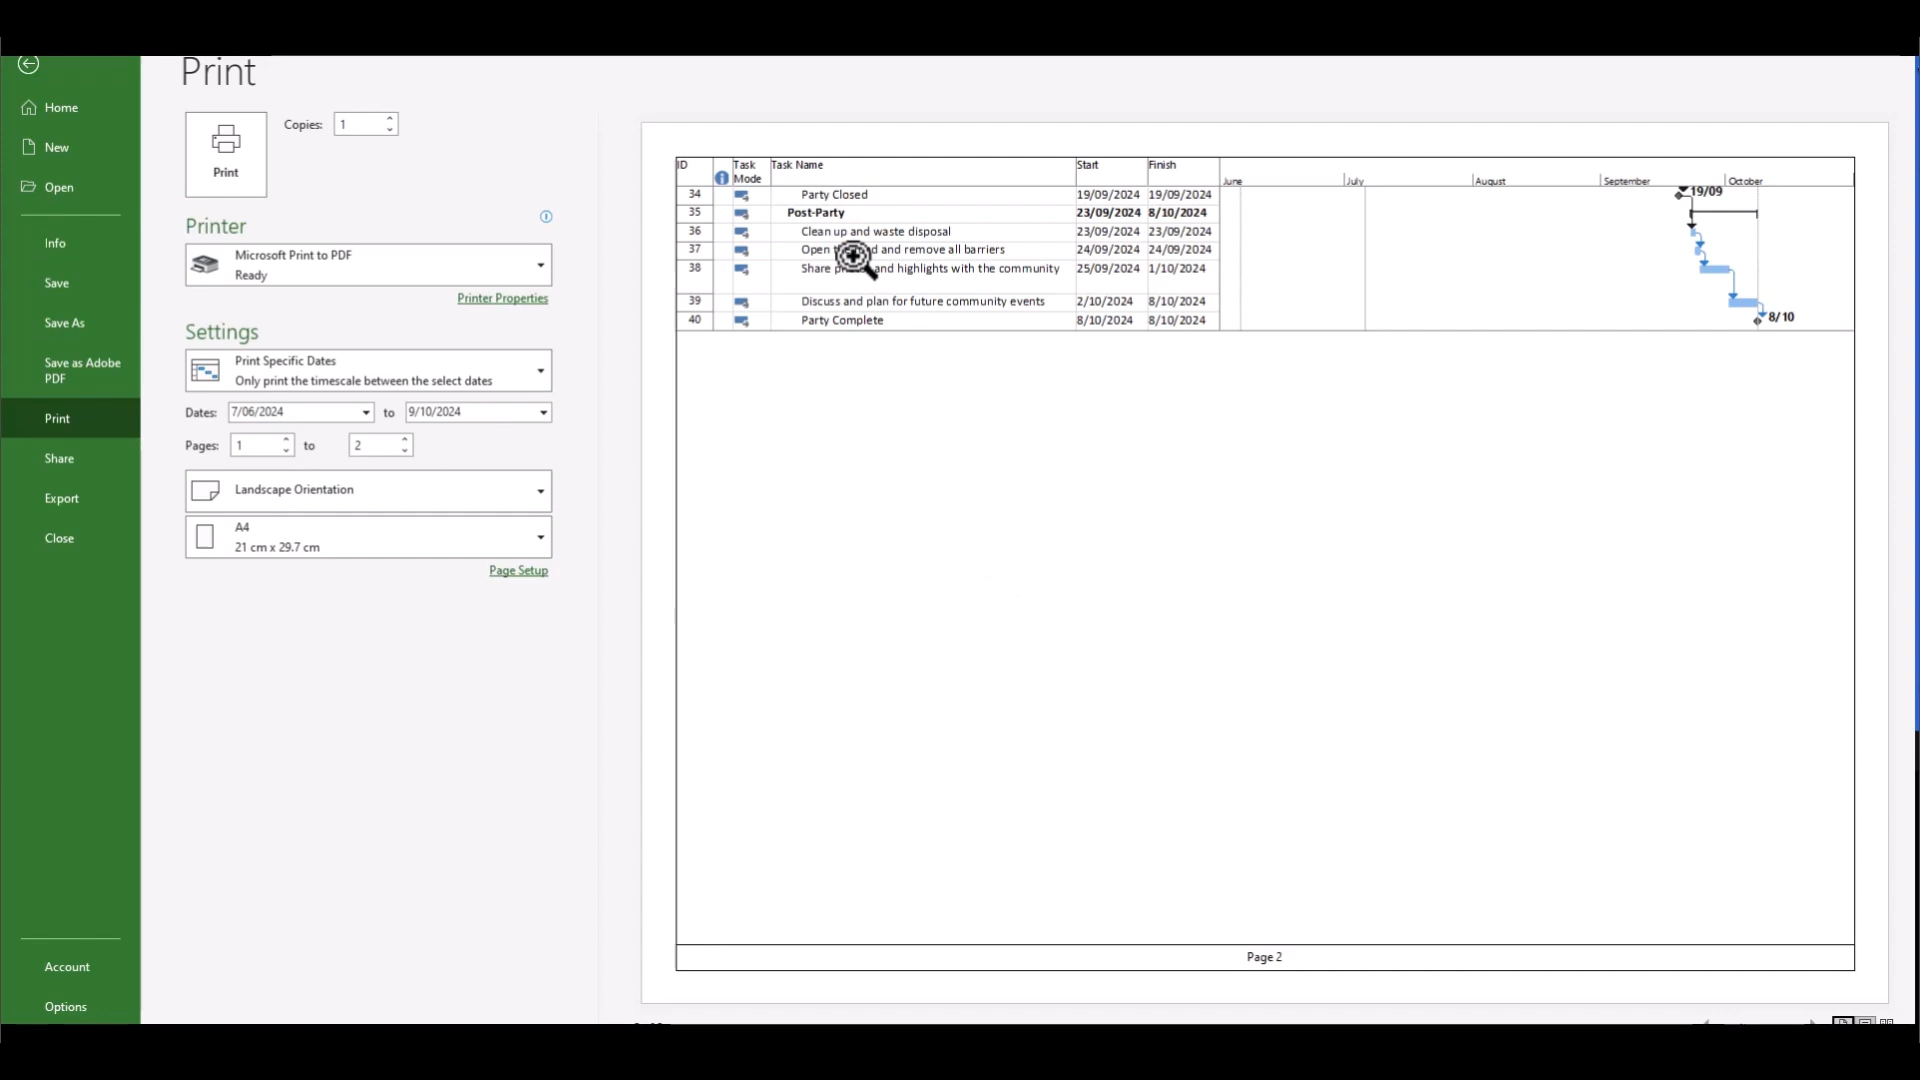 Print
Home
New
Open
Info
Save
Save As
Save as Adobe
PDF
Print
Share
Export
Close
Account
Options
Print
Copies: 1
Printer
Microsoft Print to PDF
Ready
Printer Properties
Settings
Print Specific Dates
Only print the timescale between the select dates
Dates: 7/06/2024 to 9/10/2024
Pages: 1 to 2
Landscape Orientation
A4
21 cm x 29.7 cm
Page Setup
ID Task Mode Task Name Start Finish June July August September October
34 Party Closed 19/09/2024 19/09/2024 19/09
35 Post-Party 23/09/2024 8/10/2024
36 Clean up and waste disposal 23/09/2024 23/09/2024
37 Open and remove all barriers 24/09/2024 24/09/2024
38 Share and highlights with the community 25/09/2024 1/10/2024
39 Discuss and plan for future community events 2/10/2024 8/10/2024
40 Party Complete 8/10/2024 8/10/2024 8/10
Page 2